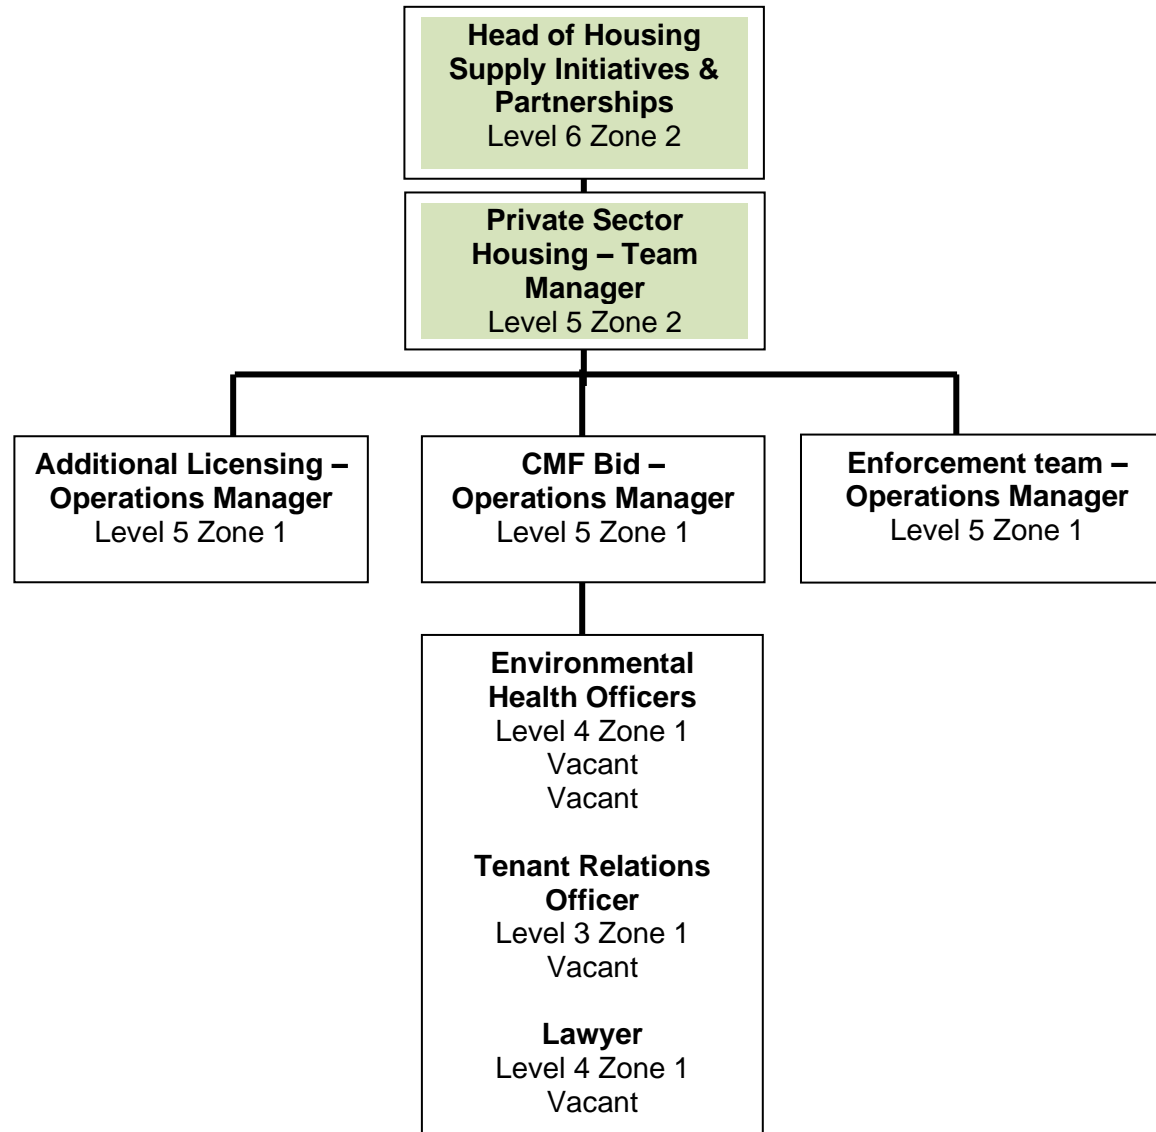 Head of Housing
Supply Initiatives &
Partnerships
Level 6 Zone 2
Private Sector
Housing – Team
Manager
Level 5 Zone 2
Additional Licensing –
Operations Manager
Level 5 Zone 1
CMF Bid –
Operations Manager
Level 5 Zone 1
Enforcement team –
Operations Manager
Level 5 Zone 1
Environmental
Health Officers
Level 4 Zone 1
Vacant
Vacant
Tenant Relations
Officer
Level 3 Zone 1
Vacant
Lawyer
Level 4 Zone 1
Vacant